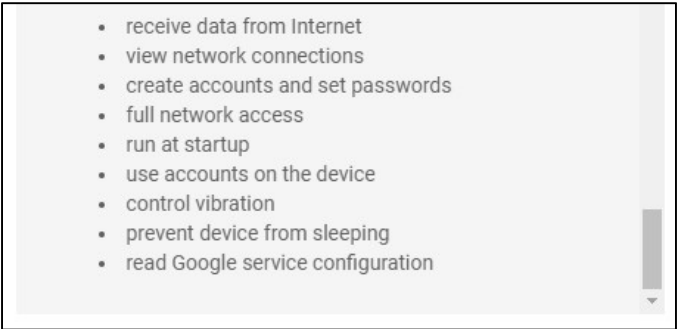 • receive data from Internet
• view network connections
• create accounts and set passwords
• full network access
• run at startup
• use accounts on the device
• control vibration
• prevent device from sleeping
• read Google service configuration